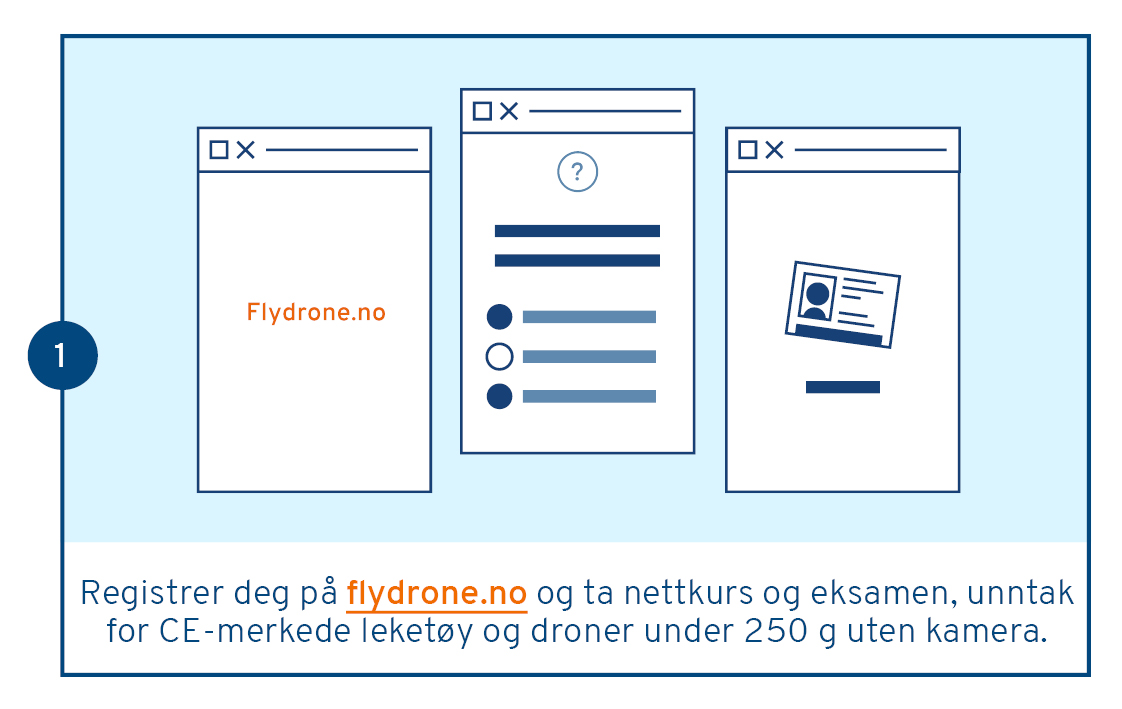 Flydrone.no
?
1
Registrer deg på flydrone.no og ta nettkurs og eksamen, unntak
for CE-merkede leketøy og droner under 250 g uten kamera.